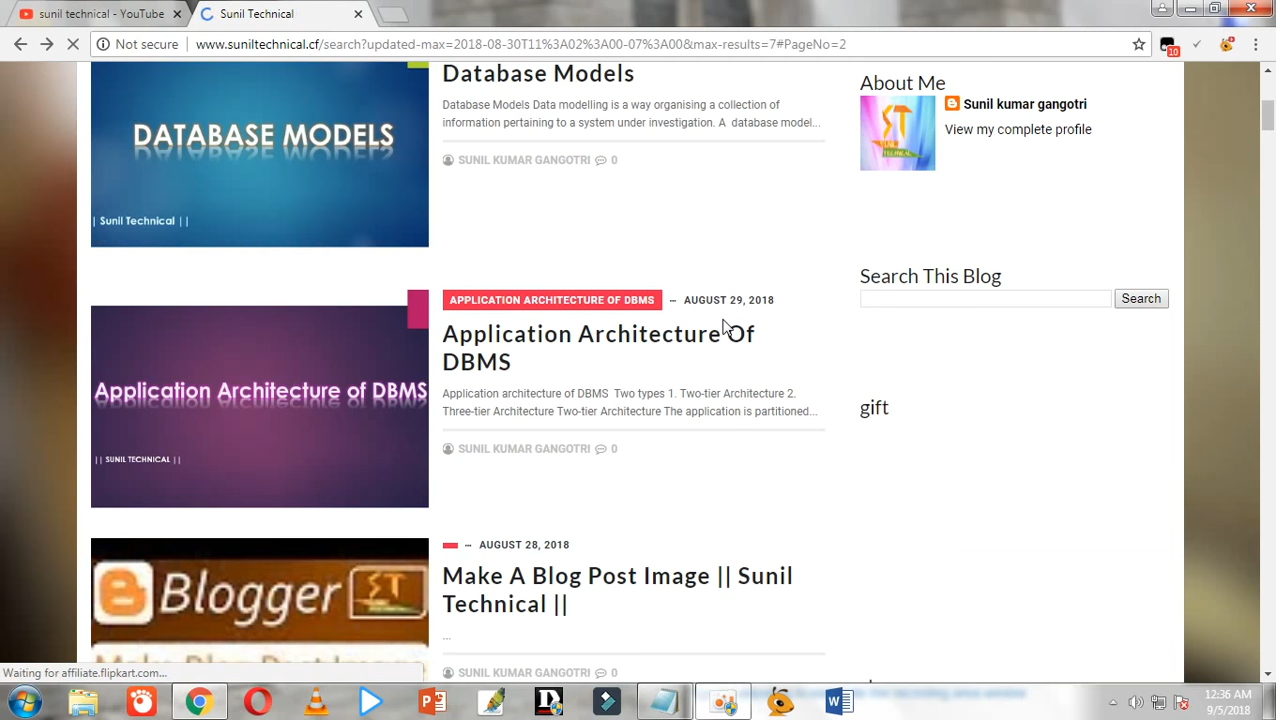 sunil technical - YouTube
Sunil Technical
Not secure
www.suniltechnical.cf/search?updated-max=2018-08-30T11%3A02%3A00-07%3A00&max-results=7#PageNo=2
10
DATABASE MODELS
| Sunil Technical ||
Database Models
Database Models Data modelling is a way organising a collection of
information pertaining to a system under investigation. A database model...
SUNIL KUMAR GANGOTRI 0
About Me
ST
Sunil kumar gangotri
View my complete profile
Search This Blog
Search
gift
Application Architecture of DBMS
|| SUNIL TECHNICAL ||
APPLICATION ARCHITECTURE OF DBMS – AUGUST 29, 2018
Application Architecture Of
DBMS
Application architecture of DBMS Two types 1. Two-tier Architecture 2.
Three-tier Architecture Two-tier Architecture The application is partitioned...
SUNIL KUMAR GANGOTRI 0
Blogger
ST
– AUGUST 28, 2018
Make A Blog Post Image || Sunil
Technical ||
...
SUNIL KUMAR GANGOTRI 0
Waiting for affiliate.flipkart.com...
12:36 AM
9/5/2018